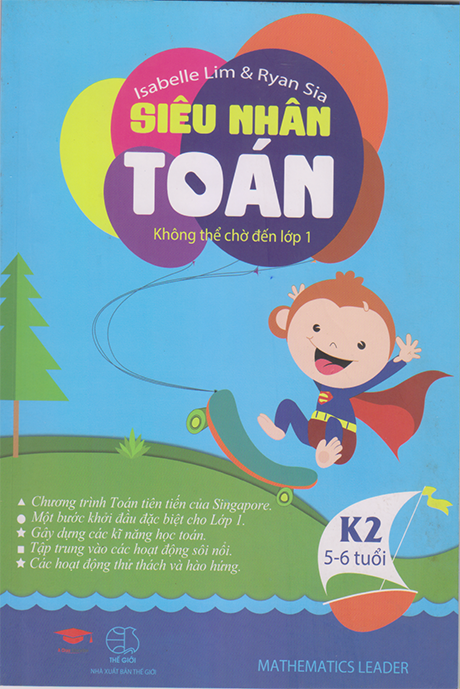 Isabelle Lim & Ryan Sia
SIÊU NHÂN
TOÁN
Không thể chờ đến lớp 1
Chương trình Toán tiên tiến của Singapore.
Một bước khởi đầu đặc biệt cho Lớp 1.
Gây dựng các kĩ năng học toán.
Tập trung vào các hoạt động sôi nổi.
Các hoạt động thử thách và hào hứng.
K2
5-6 tuổi
THẾ GIỚI
NHÀ XUẤT BẢN THẾ GIỚI
MATHEMATICS LEADER